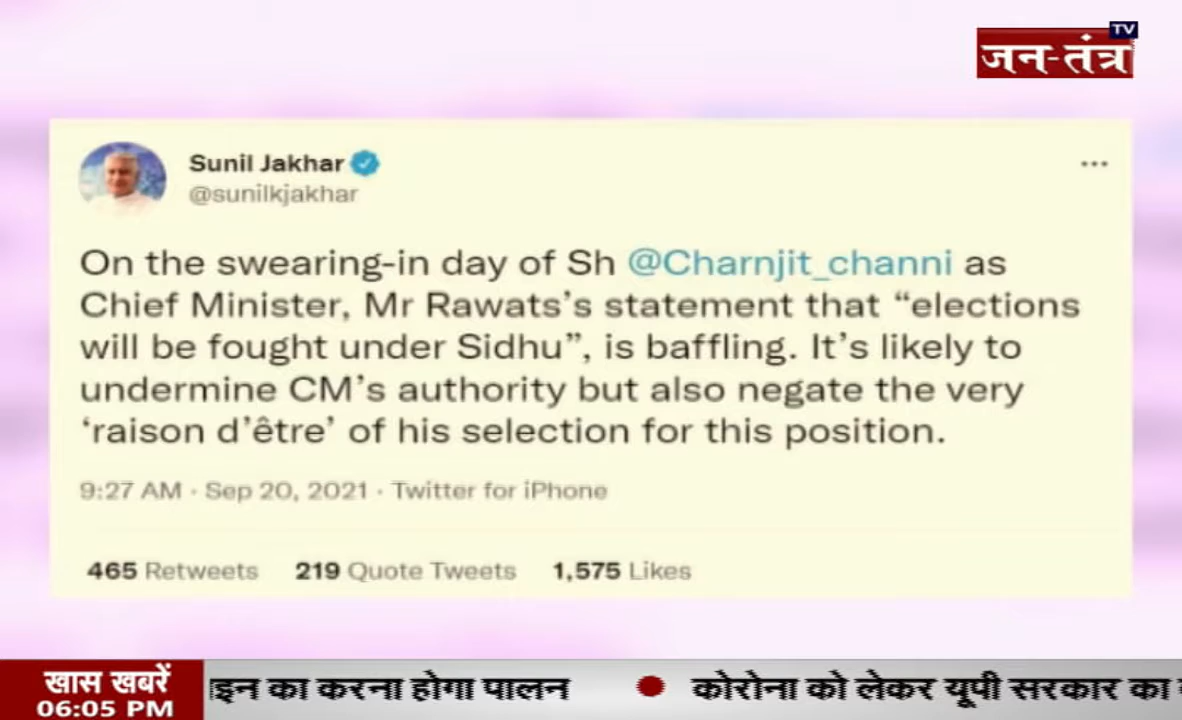 TV
जन-तंत्र
Sunil Jakhar
@sunilkjakhar
On the swearing-in day of Sh @Charnjit_channi as
Chief Minister, Mr Rawats’s statement that “elections
will be fought under Sidhu”, is baffling. It’s likely to
undermine CM’s authority but also negate the very
‘raison d’être’ of his selection for this position.
9:27 AM · Sep 20, 2021 · Twitter for iPhone
465 Retweets 219 Quote Tweets 1,575 Likes
खास खबरें
इन का करना होगा पालन ● कोरोना को लेकर यूपी सरकार का
06:05 PM